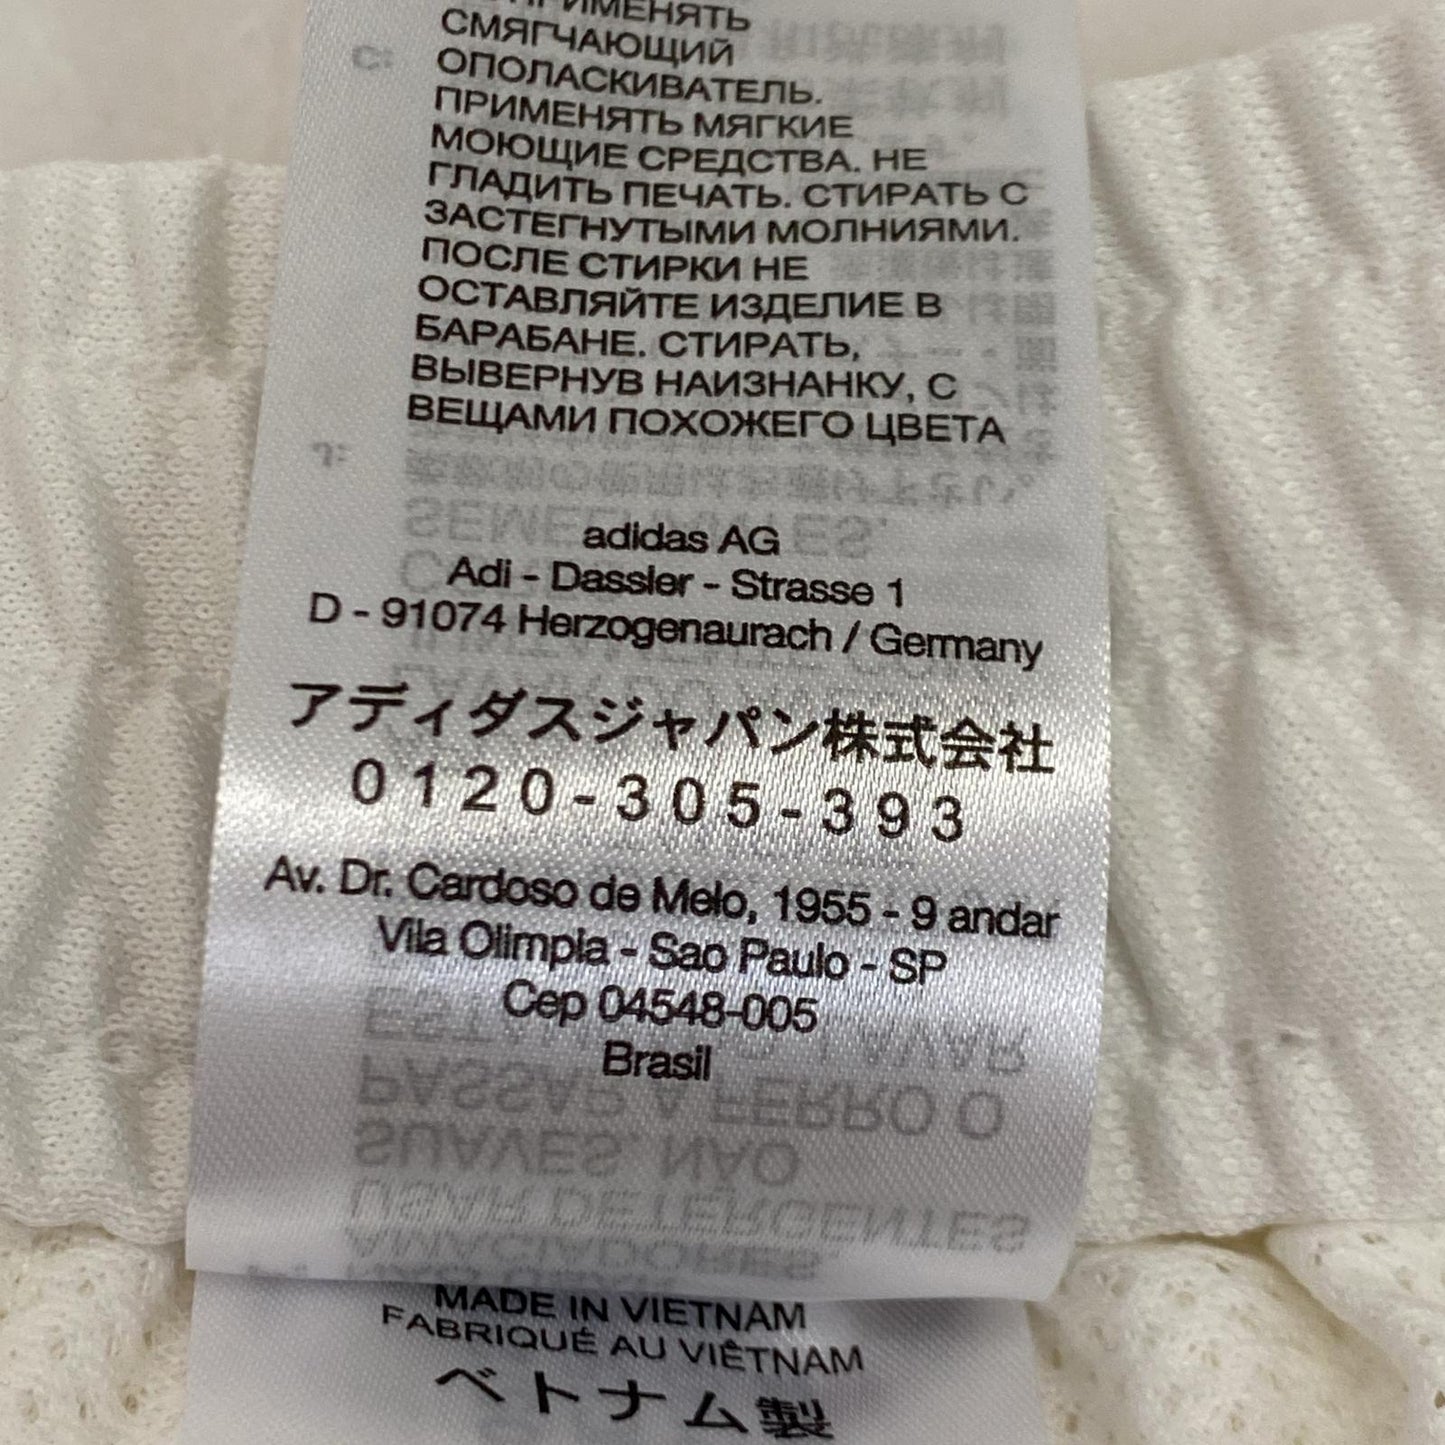 ПРИМЕНЯТЬ
СМЯГЧАЮЩИЙ
ОПОЛАСКИВАТЕЛЬ.
ПРИМЕНЯТЬ МЯГКИЕ
МОЮЩИЕ СРЕДСТВА. НЕ
ГЛАДИТЬ ПЕЧАТЬ. СТИРАТЬ С
ЗАСТЕГНУТЫМИ МОЛНИЯМИ.
ПОСЛЕ СТИРКИ НЕ
ОСТАВЛЯЙТЕ ИЗДЕЛИЕ В
БАРАБАНЕ. СТИРАТЬ,
ВЫВЕРНУВ НАИЗНАНКУ, С
ВЕЩАМИ ПОХОЖЕГО ЦВЕТА
adidas AG
Adi - Dassler - Strasse 1
D - 91074 Herzogenaurach / Germany
アディダスジャパン株式会社
0120-305-393
Av. Dr. Cardoso de Melo, 1955 - 9 andar
Vila Olimpia - Sao Paulo - SP
Cep 04548-005
Brasil
MADE IN VIETNAM
FABRIQUÉ AU VIÊTNAM
ベトナム製